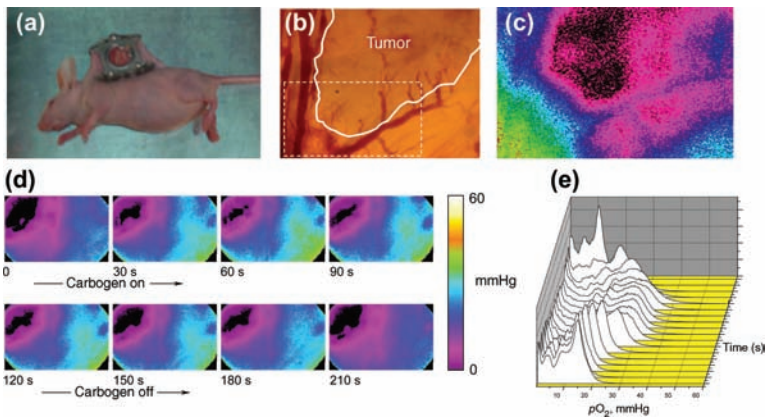 (a)
(b)
Tumor
(c)
(d)
0
30 s
60 s
90 s
Carbogen on
120 s
150 s
180 s
210 s
Carbogen off
60
mmHg
0
(e)
Time (s)
10 20 30 40 50 60
pO₂, mmHg